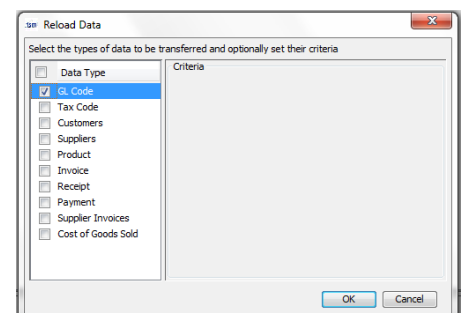 Reload Data
Select the types of data to be transferred and optionally set their criteria
Data Type
Criteria
GL Code
Tax Code
Customers
Suppliers
Product
Invoice
Receipt
Payment
Supplier Invoices
Cost of Goods Sold
OK
Cancel